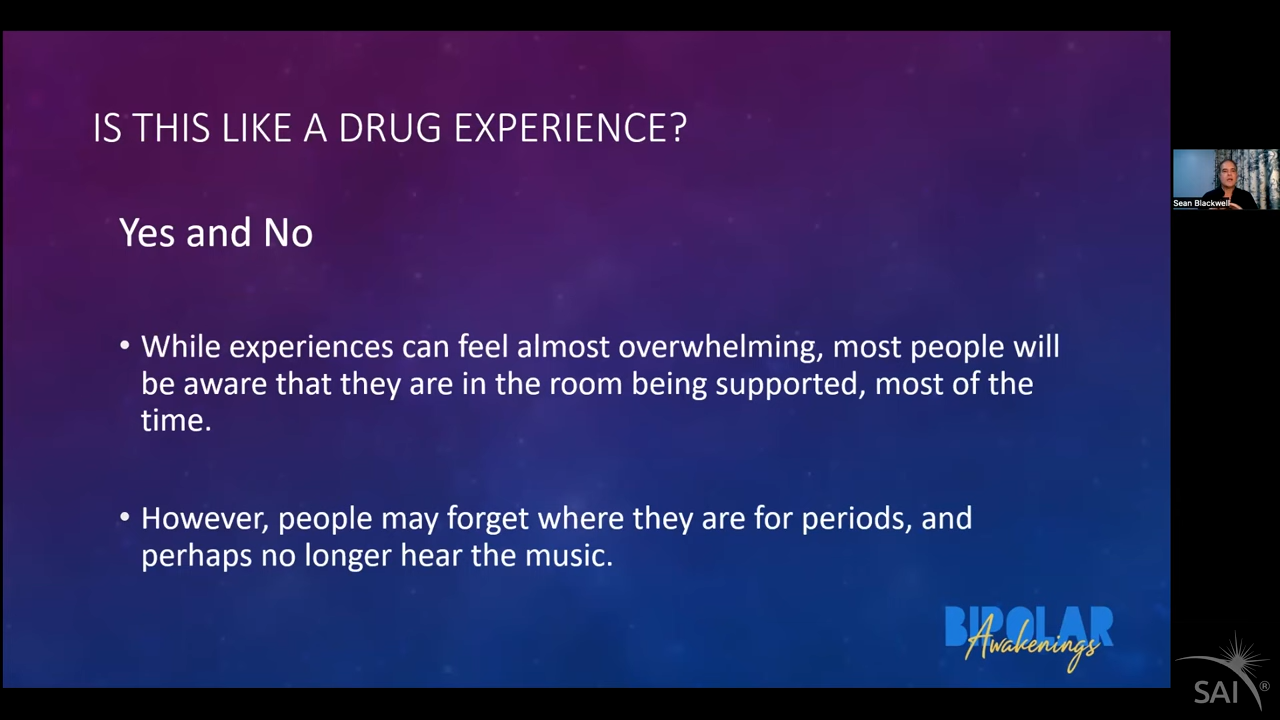 IS THIS LIKE A DRUG EXPERIENCE?
Yes and No
• While experiences can feel almost overwhelming, most people will
be aware that they are in the room being supported, most of the
time.
• However, people may forget where they are for periods, and
perhaps no longer hear the music.
BIPOLAR
Awakenings
Sean Blackwell
SAI®